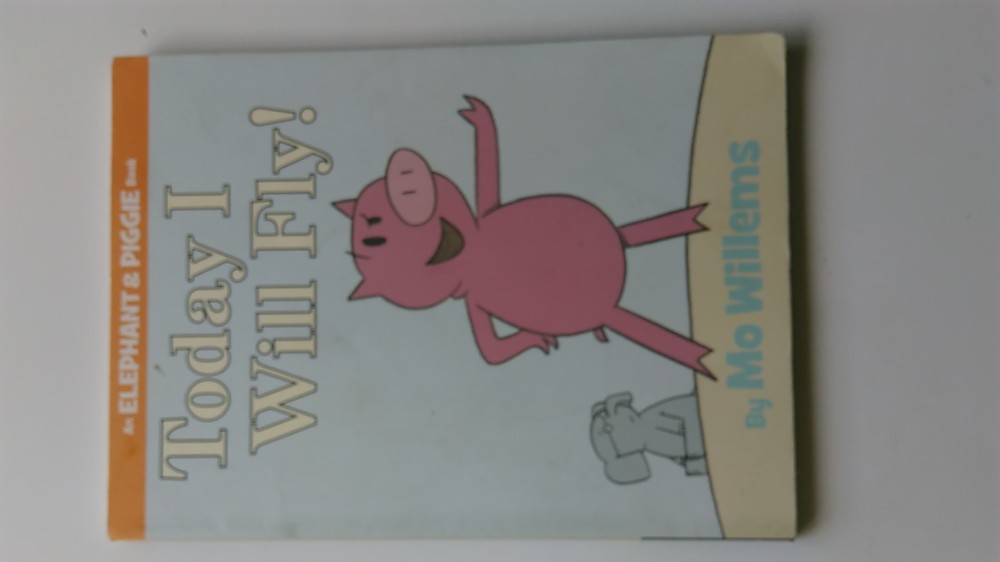 An ELEPHANT & PIGGIE Book
Today I
Will Fly!
By Mo Willems